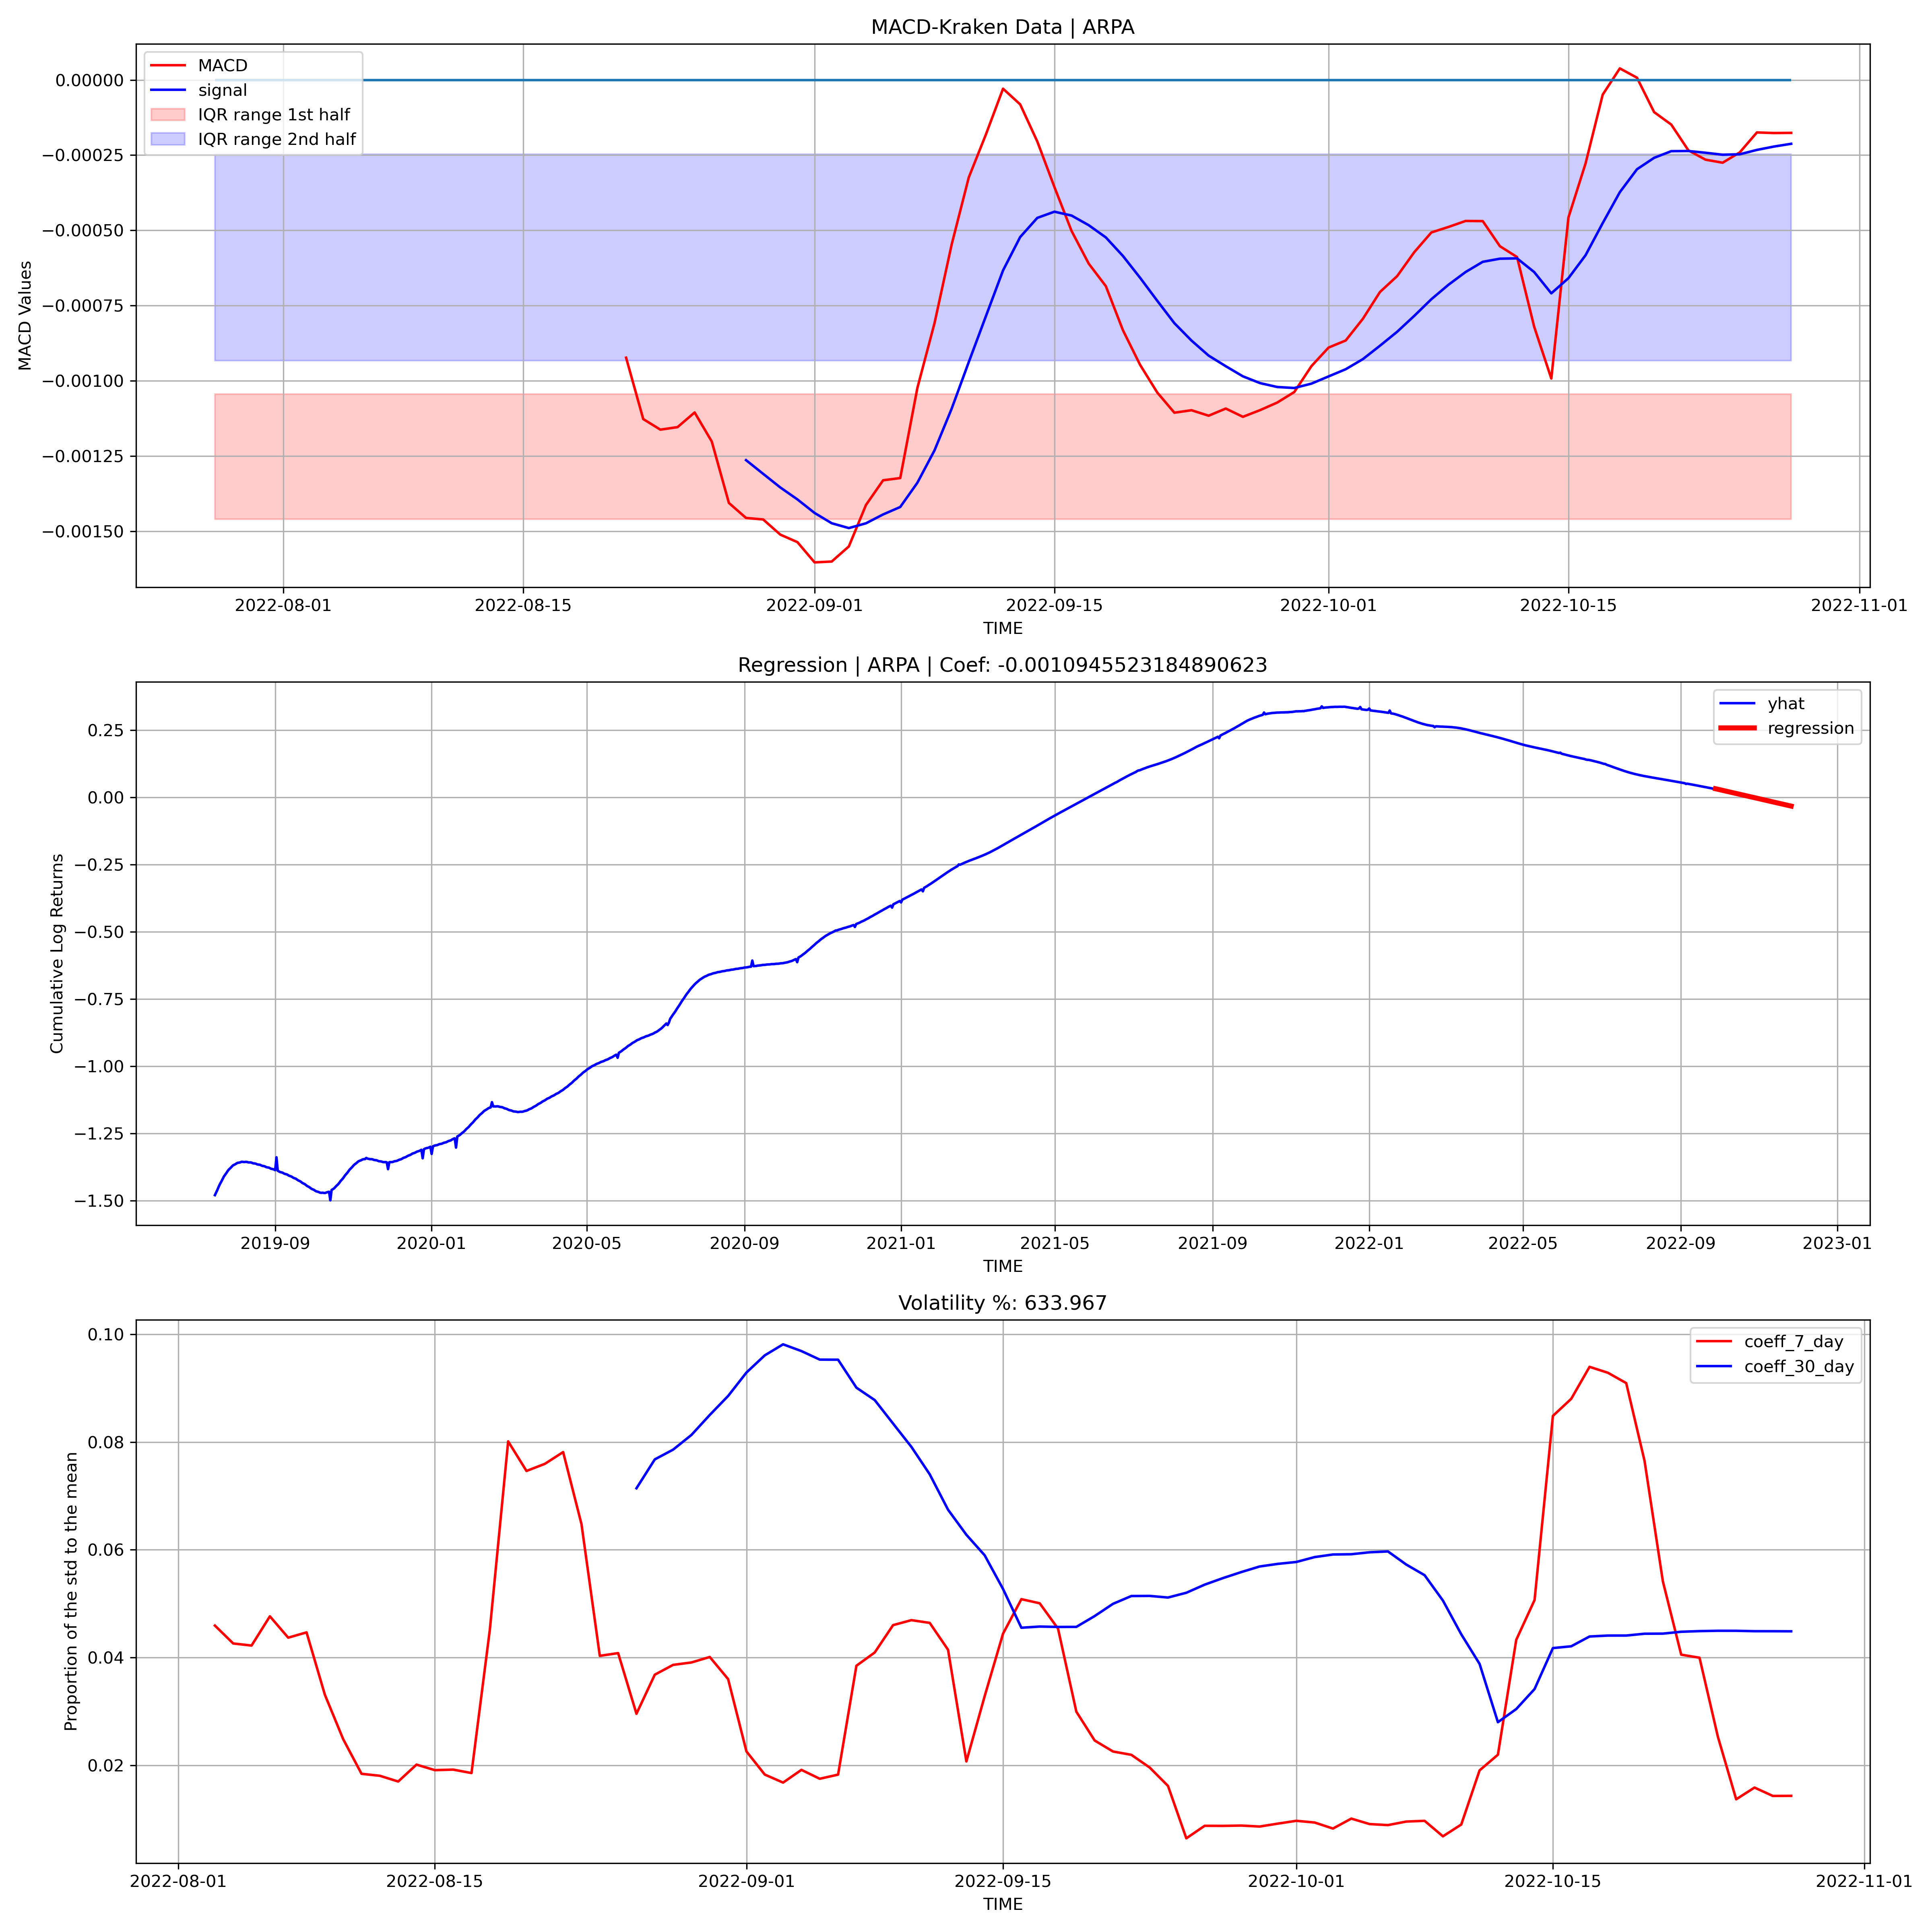 MACD-Kraken Data | ARPA
MACD
signal
IQR range 1st half
IQR range 2nd half
MACD Values
0.00000
−0.00025
−0.00050
−0.00075
−0.00100
−0.00125
−0.00150
2022-08-01 2022-08-15 2022-09-01 2022-09-15 2022-10-01 2022-10-15 2022-11-01
TIME
Regression | ARPA | Coef: -0.0010945523184890623
yhat
regression
Cumulative Log Returns
0.25
0.00
−0.25
−0.50
−0.75
−1.00
−1.25
−1.50
2019-09 2020-01 2020-05 2020-09 2021-01 2021-05 2021-09 2022-01 2022-05 2022-09 2023-01
TIME
Volatility %: 633.967
coeff_7_day
coeff_30_day
Proportion of the std to the mean
0.10
0.08
0.06
0.04
0.02
2022-08-01 2022-08-15 2022-09-01 2022-09-15 2022-10-01 2022-10-15 2022-11-01
TIME